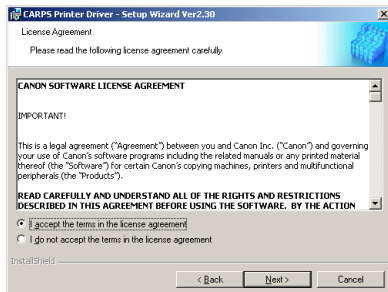 CARPS Printer Driver - Setup Wizard Ver2.30
License Agreement
Please read the following license agreement carefully.
CANON SOFTWARE LICENSE AGREEMENT
IMPORTANT!
This is a legal agreement ("Agreement") between you and Canon Inc. ("Canon") and governing
your use of Canon's software programs including the related manuals or any printed material
thereof (the "Software") for certain Canon's copying machines, printers and multifunctional
peripherals (the "Products").
READ CAREFULLY AND UNDERSTAND ALL OF THE RIGHTS AND RESTRICTIONS
DESCRIBED IN THIS AGREEMENT BEFORE USING THE SOFTWARE. BY THE ACTION
I accept the terms in the license agreement
I do not accept the terms in the license agreement
InstallShield
< Back Next > Cancel